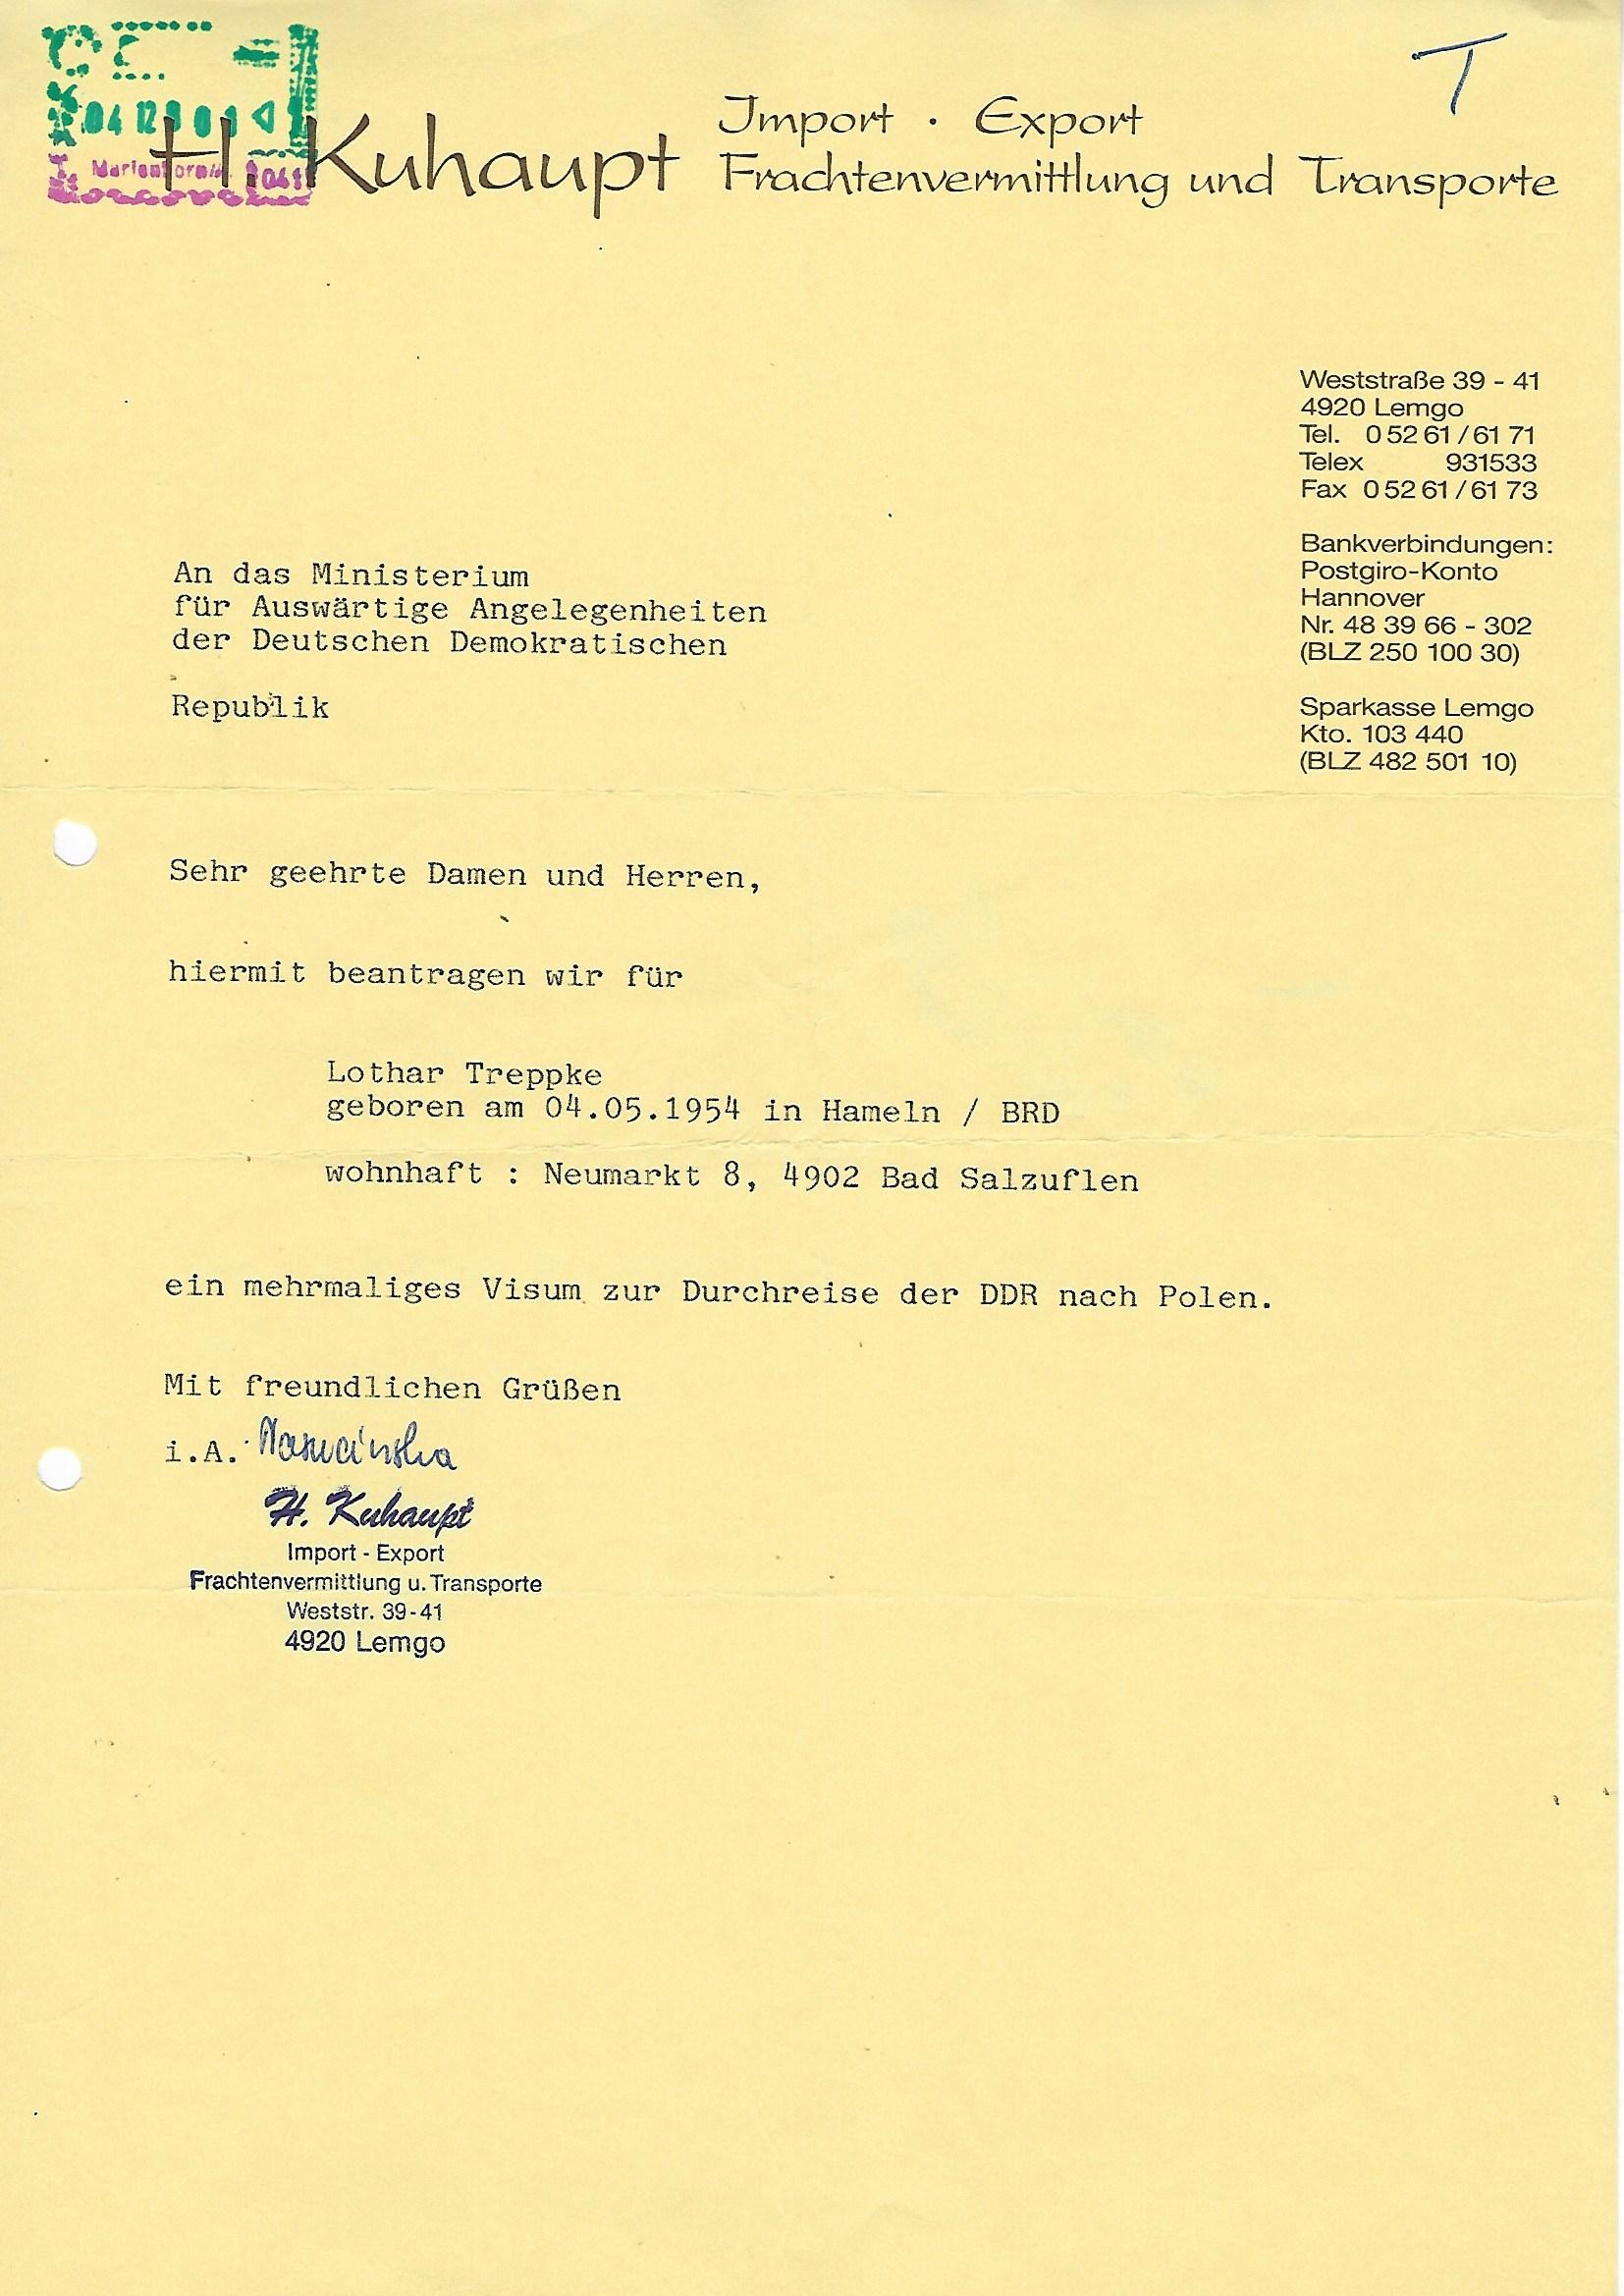 T
H. Kuhaupt
Import · Export
Frachtenvermittlung und Transporte
Weststraße 39 - 41
4920 Lemgo
Tel. 0 52 61 / 61 71
Telex 931533
Fax 0 52 61 / 61 73
Bankverbindungen:
Postgiro-Konto
Hannover
Nr. 48 39 66 - 302
(BLZ 250 100 30)
Sparkasse Lemgo
Kto. 103 440
(BLZ 482 501 10)
An das Ministerium
für Auswärtige Angelegenheiten
der Deutschen Demokratischen
Republik
Sehr geehrte Damen und Herren,
hiermit beantragen wir für
Lothar Treppke
geboren am 04.05.1954 in Hameln / BRD
wohnhaft : Neumarkt 8, 4902 Bad Salzuflen
ein mehrmaliges Visum zur Durchreise der DDR nach Polen.
Mit freundlichen Grüßen
i.A.
H. Kuhaupt
Import - Export
Frachtenvermittlung u. Transporte
Weststr. 39-41
4920 Lemgo